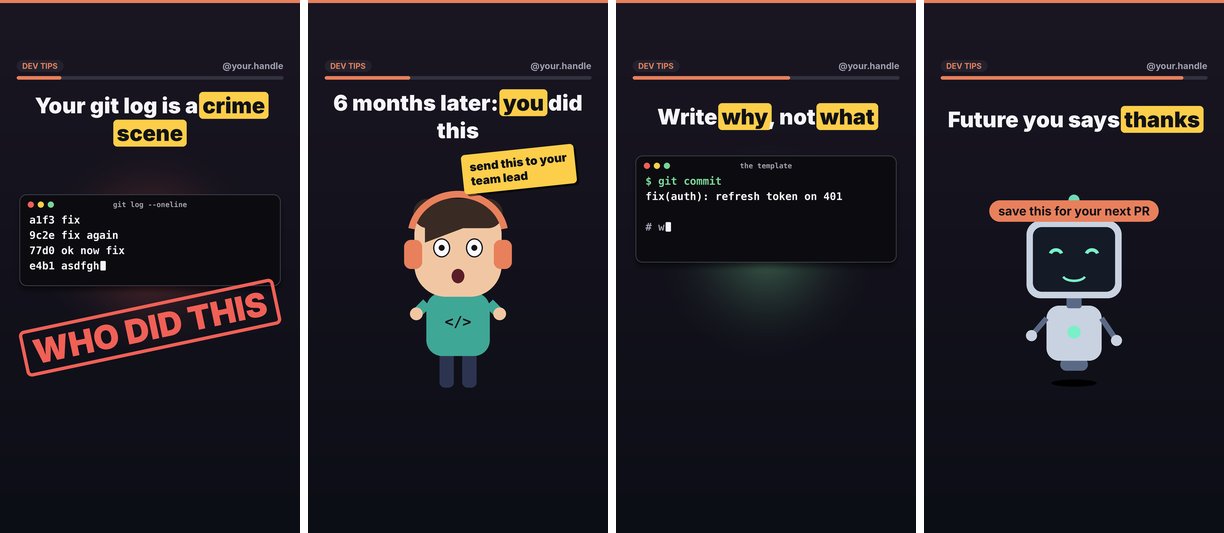 DEV TIPS
@your.handle
Your git log is a crime
scene
git log --oneline
a1f3 fix
9c2e fix again
77d0 ok now fix
e4b1 asdfgh
WHO DID THIS
DEV TIPS
@your.handle
6 months later: you did
this
send this to your
team lead
</>
DEV TIPS
@your.handle
Write why, not what
the template
$ git commit
fix(auth): refresh token on 401
# w
DEV TIPS
@your.handle
Future you says thanks
save this for your next PR